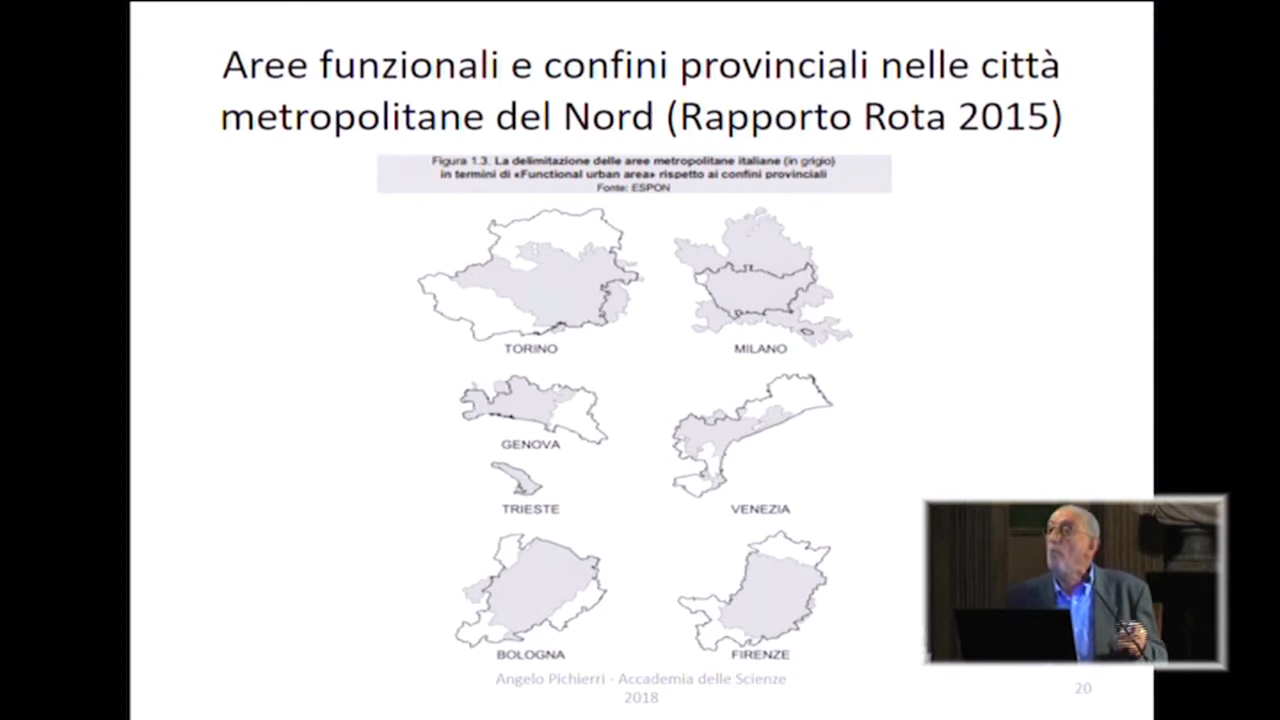 Aree funzionali e confini provinciali nelle città
metropolitane del Nord (Rapporto Rota 2015)
Figura 1.3. La delimitazione delle aree metropolitane italiane (in grigio)
in termini di «Functional urban area» rispetto ai confini provinciali
Fonte: ESPON
TORINO
MILANO
GENOVA
TRIESTE
VENEZIA
BOLOGNA
FIRENZE
Angelo Pichierri - Accademia delle Scienze
2018
20